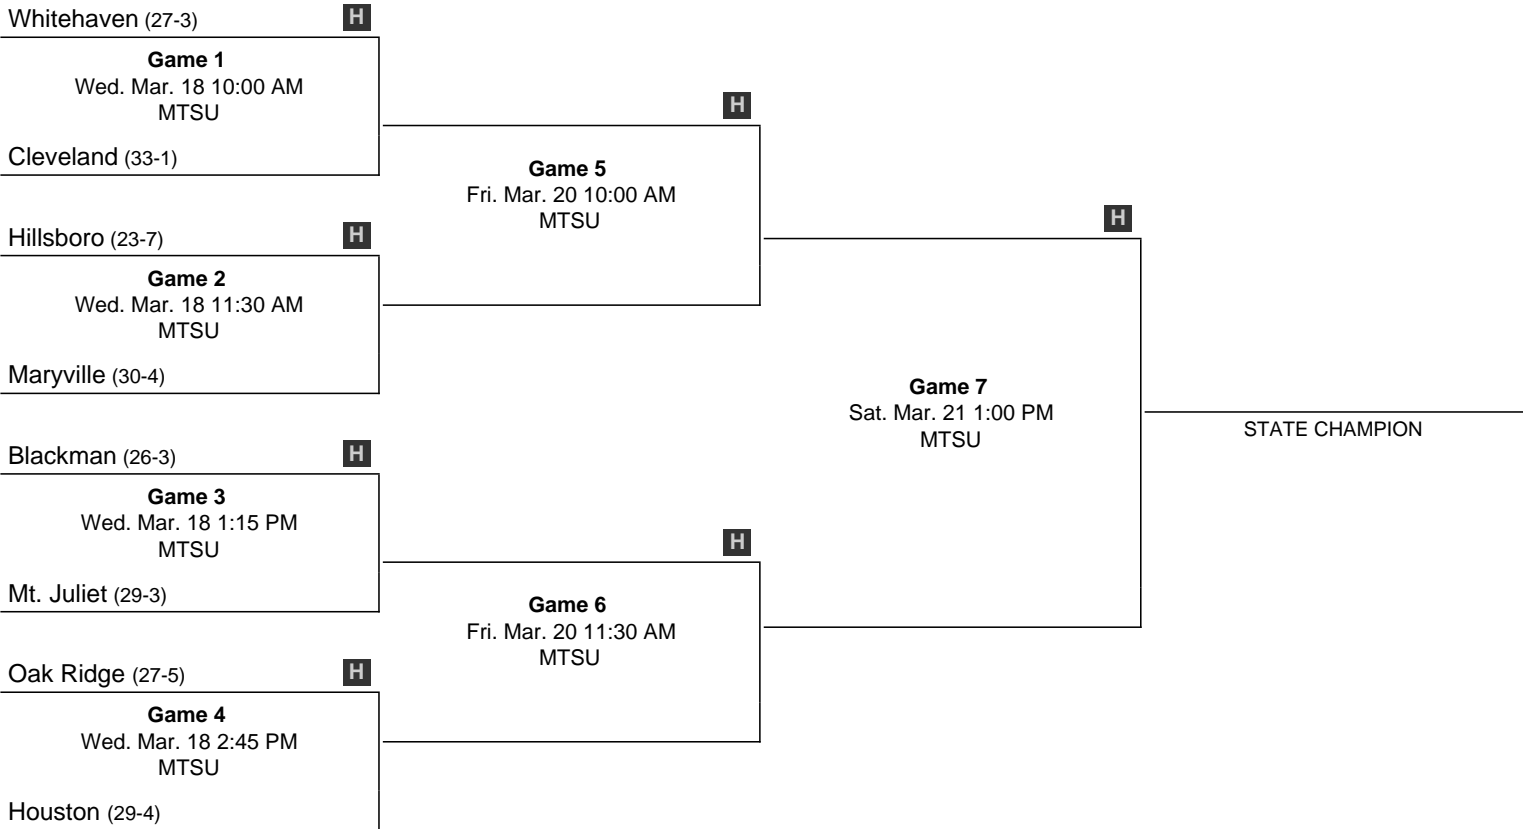 Whitehaven (27-3) H
Game 1
Wed. Mar. 18 10:00 AM
MTSU
Cleveland (33-1)
Hillsboro (23-7) H
Game 2
Wed. Mar. 18 11:30 AM
MTSU
Maryville (30-4)
Blackman (26-3) H
Game 3
Wed. Mar. 18 1:15 PM
MTSU
Mt. Juliet (29-3)
Oak Ridge (27-5) H
Game 4
Wed. Mar. 18 2:45 PM
MTSU
Houston (29-4)
H
Game 5
Fri. Mar. 20 10:00 AM
MTSU
H
Game 6
Fri. Mar. 20 11:30 AM
MTSU
H
Game 7
Sat. Mar. 21 1:00 PM
MTSU
STATE CHAMPION